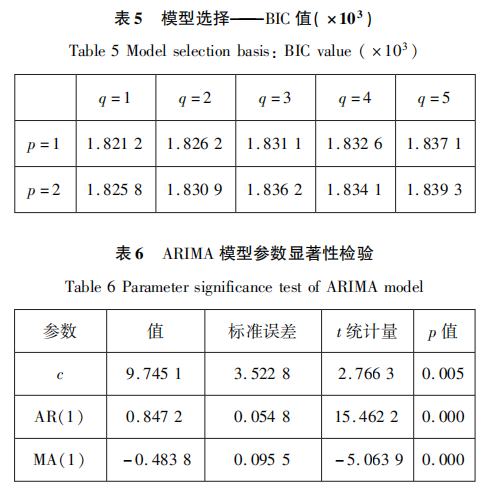 表 5 模型选择——BIC 值( ×10³)
Table 5 Model selection basis: BIC value ( ×10³)
q = 1 q = 2 q = 3 q = 4 q = 5
p = 1 1.821 2 1.826 2 1.831 1 1.832 6 1.837 1
p = 2 1.825 8 1.830 9 1.836 2 1.834 1 1.839 3
表 6 ARIMA 模型参数显著性检验
Table 6 Parameter significance test of ARIMA model
参数 值 标准误差 t 统计量 p 值
c 9.745 1 3.522 8 2.766 3 0.005
AR(1) 0.847 2 0.054 8 15.462 2 0.000
MA(1) −0.483 8 0.095 5 −5.063 9 0.000